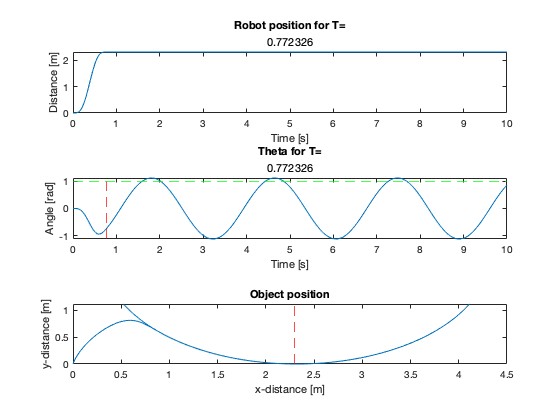 Robot position for T=
0.772326
Distance [m]
2
1
0
0 1 2 3 4 5 6 7 8 9 10
Time [s]
Theta for T=
0.772326
Angle [rad]
1
0
-1
0 1 2 3 4 5 6 7 8 9 10
Time [s]
Object position
y-distance [m]
1
0.5
0
0 0.5 1 1.5 2 2.5 3 3.5 4 4.5
x-distance [m]